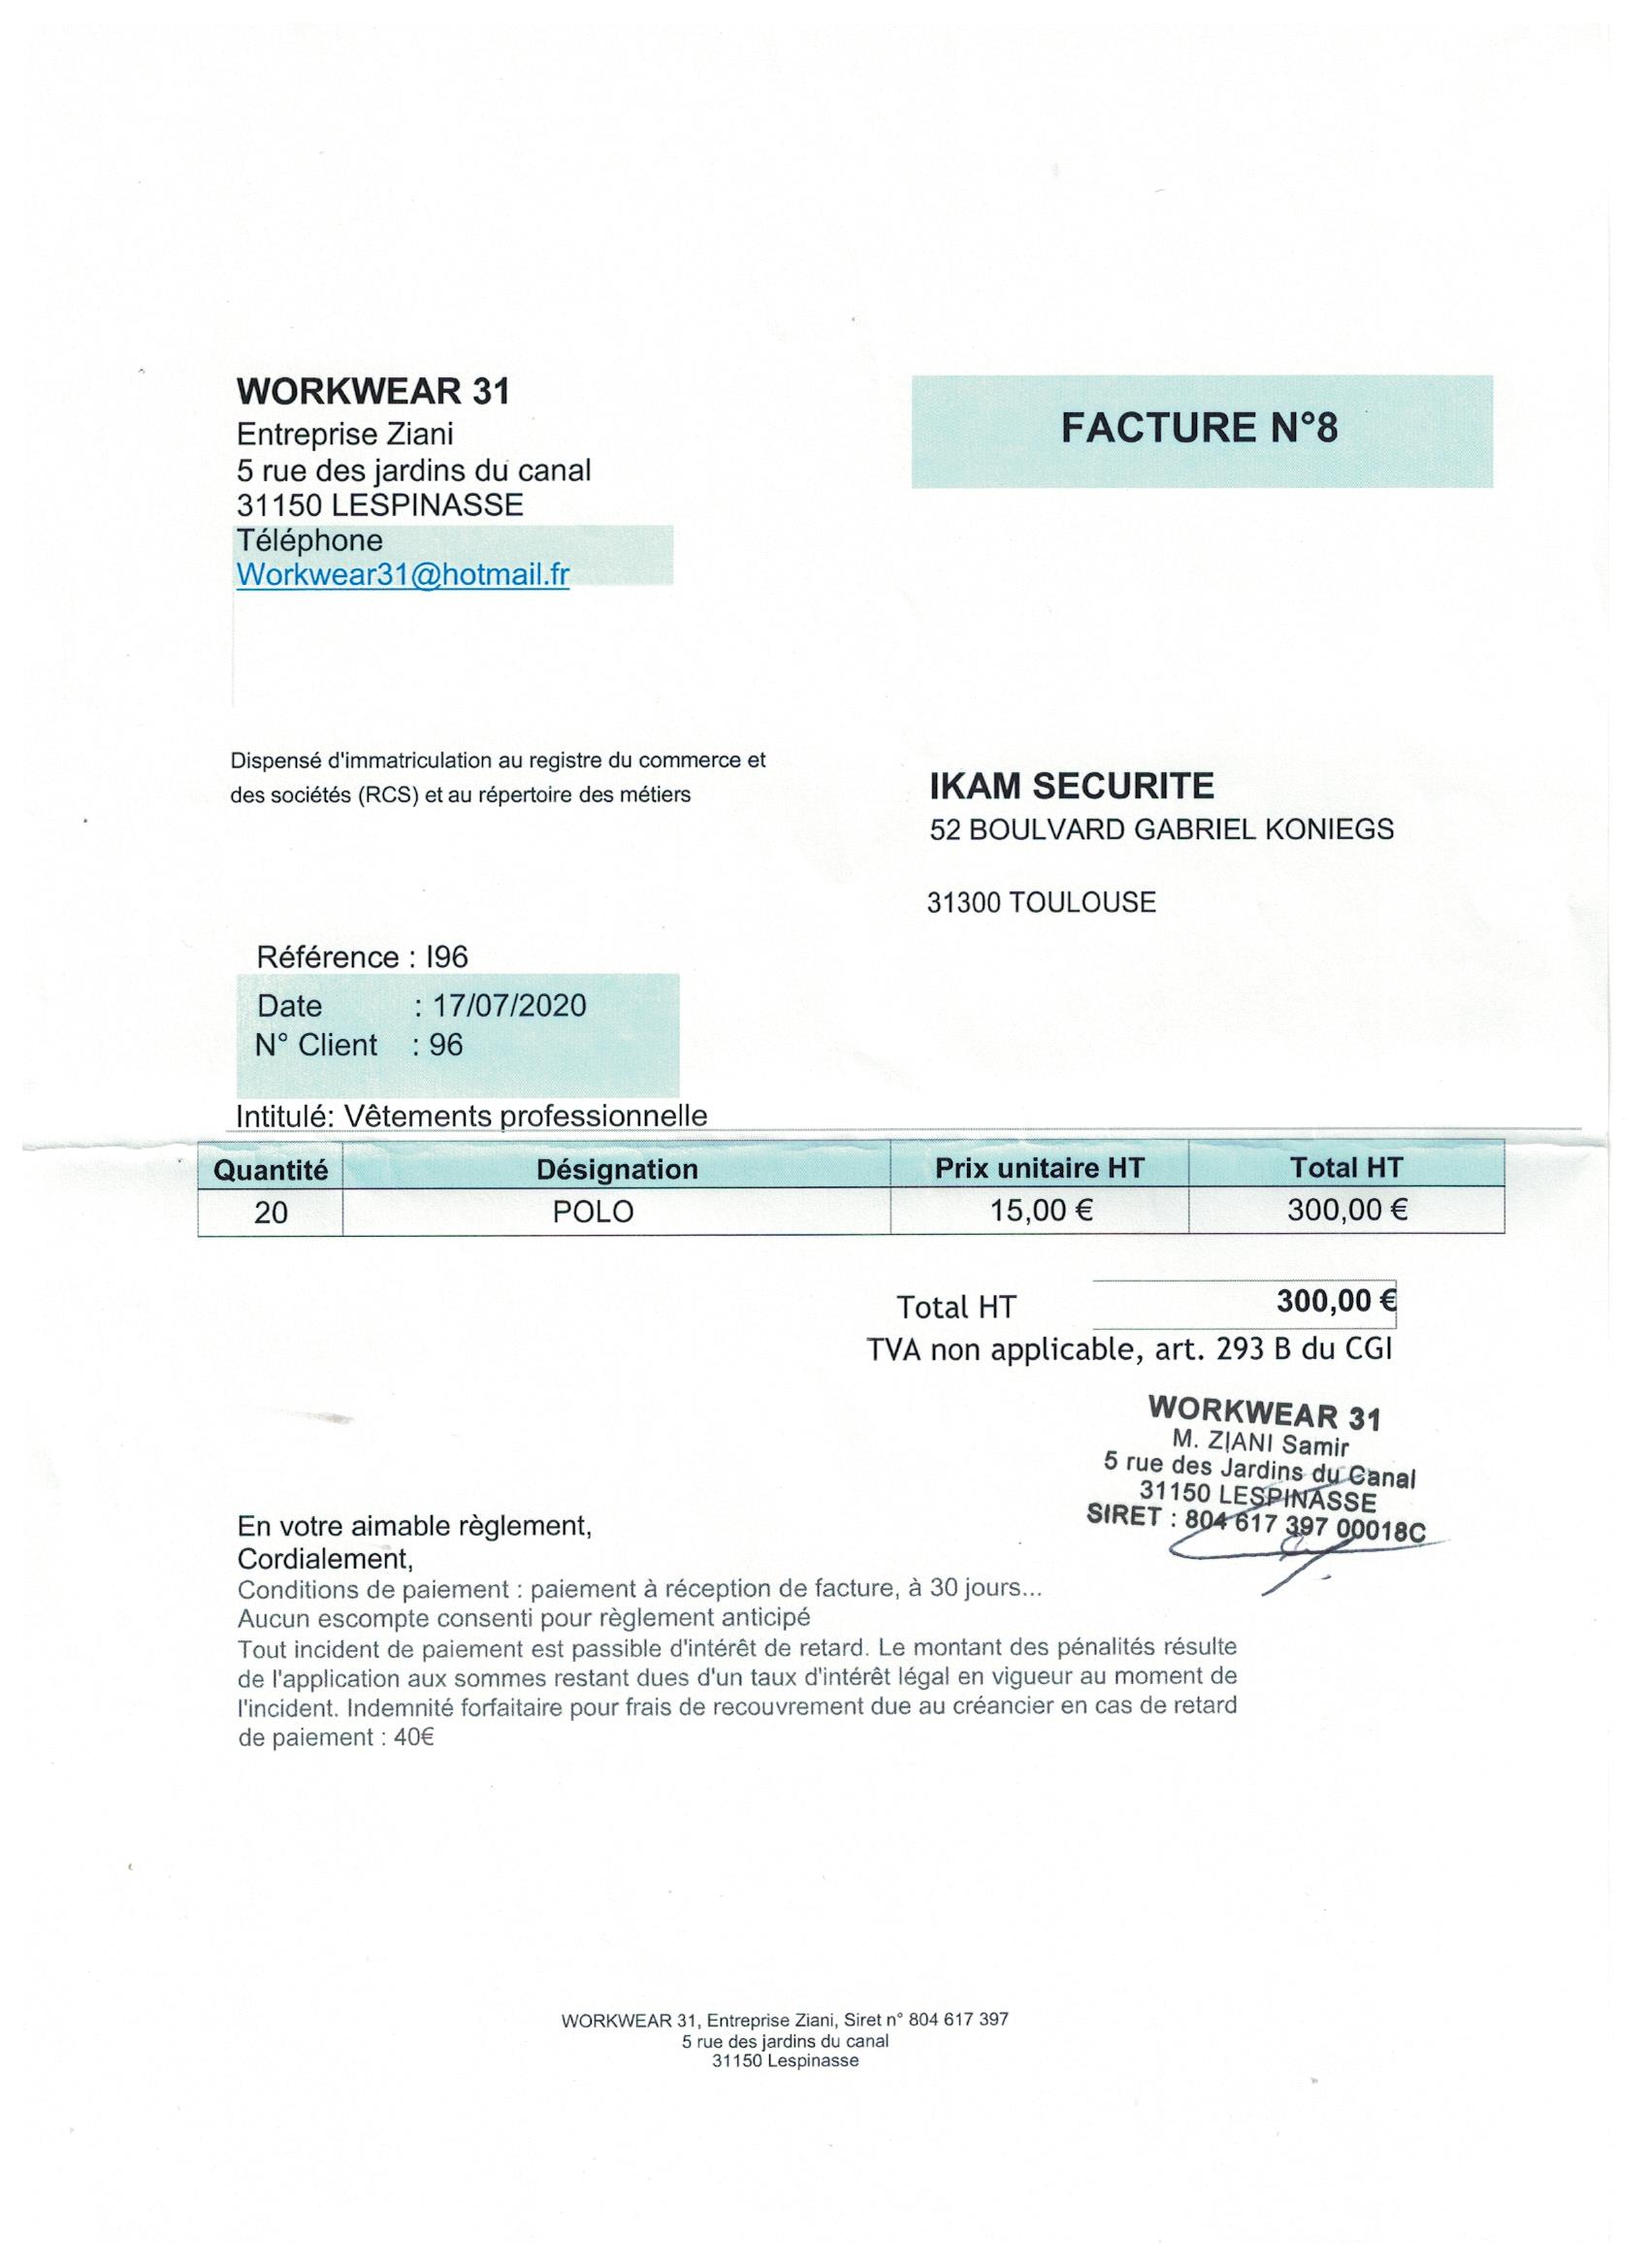 WORKWEAR 31
Entreprise Ziani
5 rue des jardins du canal
31150 LESPINASSE
Téléphone
Workwear31@hotmail.fr
FACTURE N°8
Dispensé d'immatriculation au registre du commerce et
des sociétés (RCS) et au répertoire des métiers
IKAM SECURITE
52 BOULVARD GABRIEL KONIEGS
31300 TOULOUSE
Référence : I96
Date : 17/07/2020
N° Client : 96
Intitulé: Vêtements professionnelle
Quantité Désignation Prix unitaire HT Total HT
20 POLO 15,00 € 300,00 €
Total HT 300,00 €
TVA non applicable, art. 293 B du CGI
WORKWEAR 31
M. ZIANI Samir
5 rue des Jardins du Canal
31150 LESPINASSE
SIRET : 804 617 397 00018C
En votre aimable règlement,
Cordialement,
Conditions de paiement : paiement à réception de facture, à 30 jours...
Aucun escompte consenti pour règlement anticipé
Tout incident de paiement est passible d'intérêt de retard. Le montant des pénalités résulte
de l'application aux sommes restant dues d'un taux d'intérêt légal en vigueur au moment de
l'incident. Indemnité forfaitaire pour frais de recouvrement due au créancier en cas de retard
de paiement : 40€
WORKWEAR 31, Entreprise Ziani, Siret n° 804 617 397
5 rue des jardins du canal
31150 Lespinasse